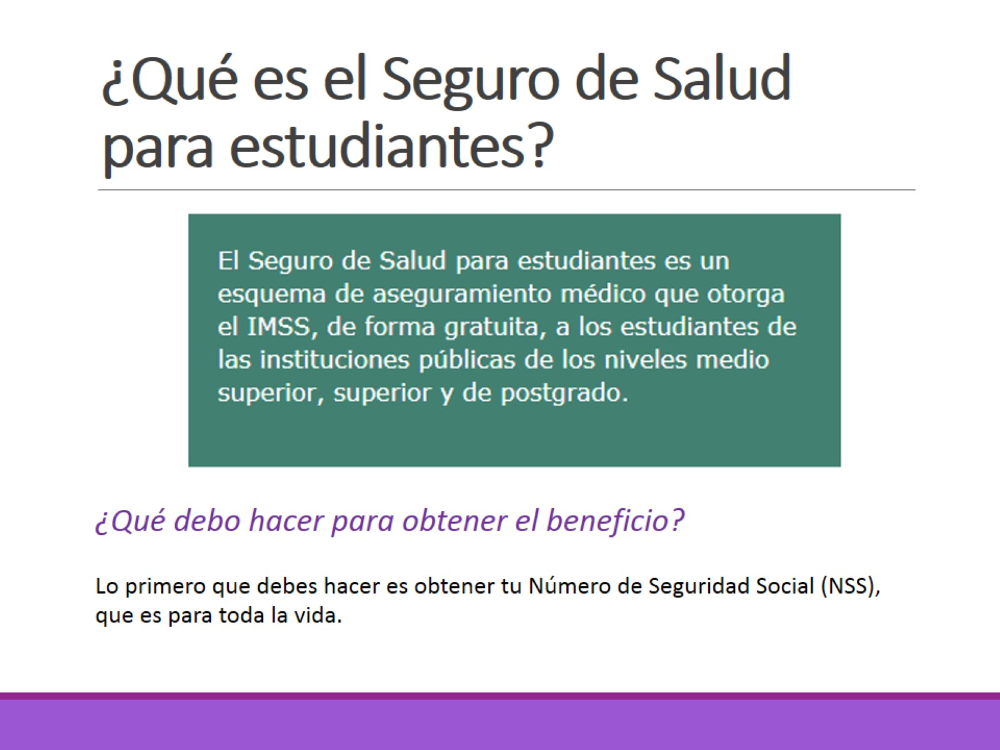 ¿Qué es el Seguro de Salud
para estudiantes?
El Seguro de Salud para estudiantes es un
esquema de aseguramiento médico que otorga
el IMSS, de forma gratuita, a los estudiantes de
las instituciones públicas de los niveles medio
superior, superior y de postgrado.
¿Qué debo hacer para obtener el beneficio?
Lo primero que debes hacer es obtener tu Número de Seguridad Social (NSS),
que es para toda la vida.